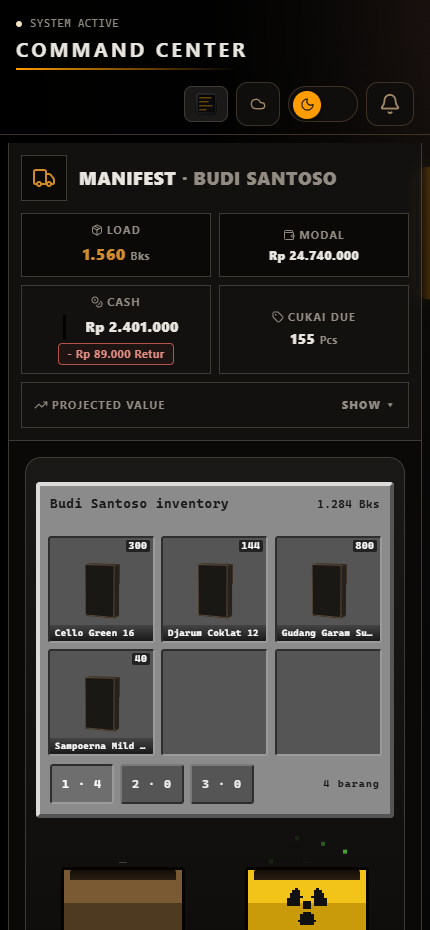 SYSTEM ACTIVE
COMMAND CENTER
MANIFEST · BUDI SANTOSO
LOAD
1.560 Bks
MODAL
Rp 24.740.000
CASH
Rp 2.401.000
- Rp 89.000 Retur
CUKAI DUE
155 Pcs
PROJECTED VALUE
SHOW ▼
Budi Santoso inventory
1.284 Bks
300
Cello Green 16
144
Djarum Coklat 12
800
Gudang Garam Su…
40
Sampoerna Mild …
1 · 4
2 · 0
3 · 0
4 barang